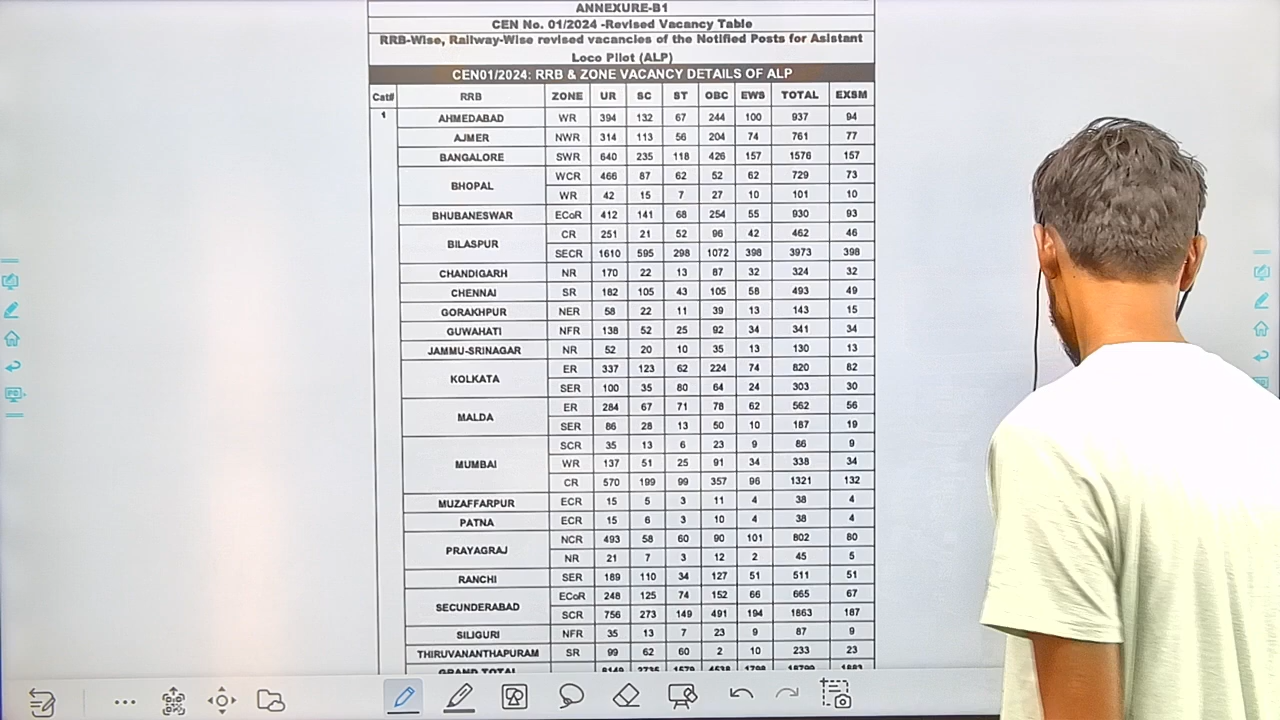 ANNEXURE-B1
CEN No. 01/2024 -Revised Vacancy Table
RRB-Wise, Railway-Wise revised vacancies of the Notified Posts for Asistant
Loco Pilot (ALP)
CEN01/2024: RRB & ZONE VACANCY DETAILS OF ALP
Cat# RRB ZONE UR SC ST OBC EWS TOTAL EXSM
1 AHMEDABAD WR 394 132 67 244 100 937 94
AJMER NWR 314 113 56 204 74 761 77
BANGALORE SWR 640 235 118 426 157 1576 157
BHOPAL WCR 466 87 62 52 62 729 73
WR 42 15 7 27 10 101 10
BHUBANESWAR ECoR 412 141 68 254 55 930 93
BILASPUR CR 251 21 52 96 42 462 46
SECR 1610 595 298 1072 398 3973 398
CHANDIGARH NR 170 22 13 87 32 324 32
CHENNAI SR 182 105 43 105 58 493 49
GORAKHPUR NER 58 22 11 39 13 143 15
GUWAHATI NFR 138 52 25 92 34 341 34
JAMMU-SRINAGAR NR 52 20 10 35 13 130 13
KOLKATA ER 337 123 62 224 74 820 82
SER 100 35 80 64 24 303 30
MALDA ER 284 67 71 78 62 562 56
SER 86 28 13 50 10 187 19
MUMBAI SCR 35 13 6 23 9 86 9
WR 137 51 25 91 34 338 34
CR 570 199 99 357 96 1321 132
MUZAFFARPUR ECR 15 5 3 11 4 38 4
PATNA ECR 15 6 3 10 4 38 4
PRAYAGRAJ NCR 493 58 60 90 101 802 80
NR 21 7 3 12 2 45 5
RANCHI SER 189 110 34 127 51 511 51
SECUNDERABAD ECoR 248 125 74 152 66 665 67
SCR 756 273 149 491 194 1863 187
SILIGURI NFR 35 13 7 23 9 87 9
THIRUVANANTHAPURAM SR 99 62 60 2 10 233 23
GRAND TOTAL